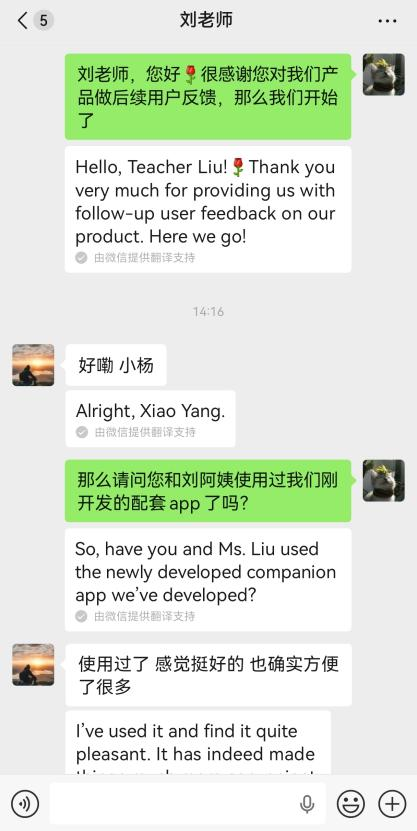 5
刘老师
刘老师，您好🌹很感谢您对我们产
品做后续用户反馈，那么我们开始
了
Hello, Teacher Liu!🌹Thank you
very much for providing us with
follow-up user feedback on our
product. Here we go!
由微信提供翻译支持
14:16
好嘞 小杨
Alright, Xiao Yang.
由微信提供翻译支持
那么请问您和刘阿姨使用过我们刚
开发的配套 app 了吗？
So, have you and Ms. Liu used
the newly developed companion
app we’ve developed?
由微信提供翻译支持
使用过了 感觉挺好的 也确实方便
了很多
I’ve used it and find it quite
pleasant. It has indeed made